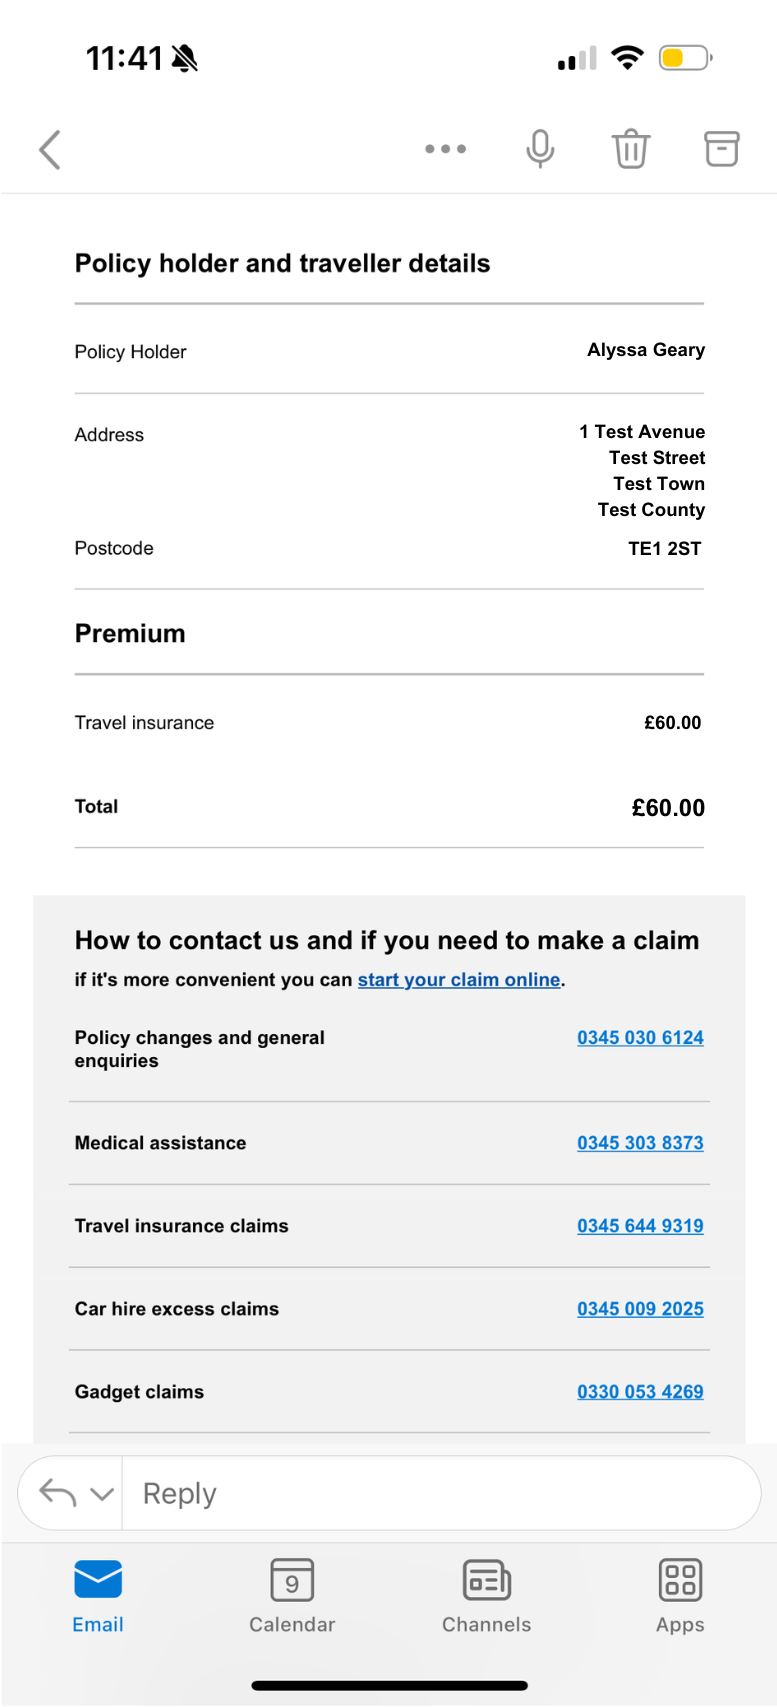 11:41
Policy holder and traveller details
Policy Holder Alyssa Geary
Address 1 Test Avenue
Test Street
Test Town
Test County
Postcode TE1 2ST
Premium
Travel insurance £60.00
Total £60.00
How to contact us and if you need to make a claim
if it's more convenient you can start your claim online.
Policy changes and general enquiries 0345 030 6124
Medical assistance 0345 303 8373
Travel insurance claims 0345 644 9319
Car hire excess claims 0345 009 2025
Gadget claims 0330 053 4269
Reply
9
Email Calendar Channels Apps